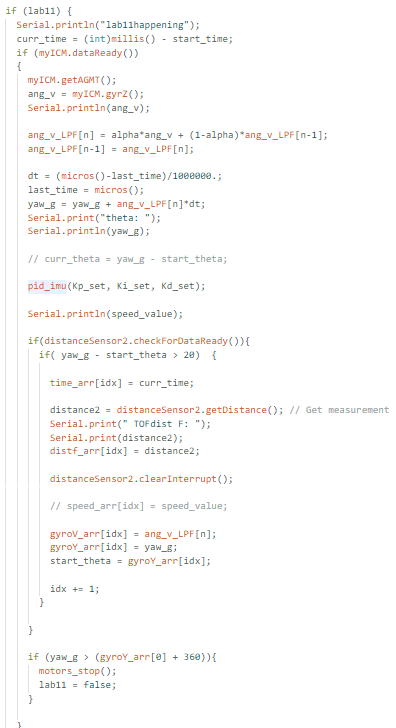 if (lab11) {
Serial.println("lab11happening");
curr_time = (int)millis() - start_time;
if (myICM.dataReady())
{
myICM.getAGMT();
ang_v = myICM.gyrZ();
Serial.println(ang_v);
ang_v_LPF[n] = alpha*ang_v + (1-alpha)*ang_v_LPF[n-1];
ang_v_LPF[n-1] = ang_v_LPF[n];
dt = (micros()-last_time)/1000000.;
last_time = micros();
yaw_g = yaw_g + ang_v_LPF[n]*dt;
Serial.print("theta: ");
Serial.println(yaw_g);
// curr_theta = yaw_g - start_theta;
pid_imu(Kp_set, Ki_set, Kd_set);
Serial.println(speed_value);
if(distanceSensor2.checkForDataReady()){
if( yaw_g - start_theta > 20)  {
time_arr[idx] = curr_time;
distance2 = distanceSensor2.getDistance(); // Get measurement
Serial.print(" TOFdist F: ");
Serial.print(distance2);
distf_arr[idx] = distance2;
distanceSensor2.clearInterrupt();
// speed_arr[idx] = speed_value;
gyroV_arr[idx] = ang_v_LPF[n];
gyroY_arr[idx] = yaw_g;
start_theta = gyroY_arr[idx];
idx += 1;
}
}
if (yaw_g > (gyroY_arr[0] + 360)){
motors_stop();
lab11 = false;
}
}